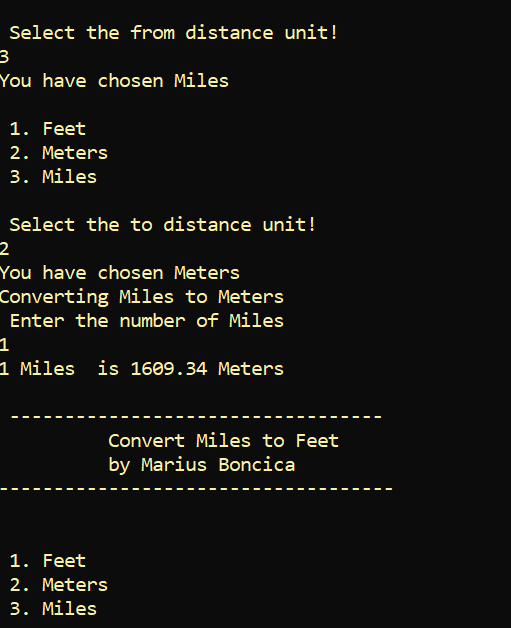 Select the from distance unit!
3
You have chosen Miles
1. Feet
2. Meters
3. Miles
Select the to distance unit!
2
You have chosen Meters
Converting Miles to Meters
Enter the number of Miles
1
1 Miles  is 1609.34 Meters
----------------------------------
Convert Miles to Feet
by Marius Boncica
------------------------------------
1. Feet
2. Meters
3. Miles